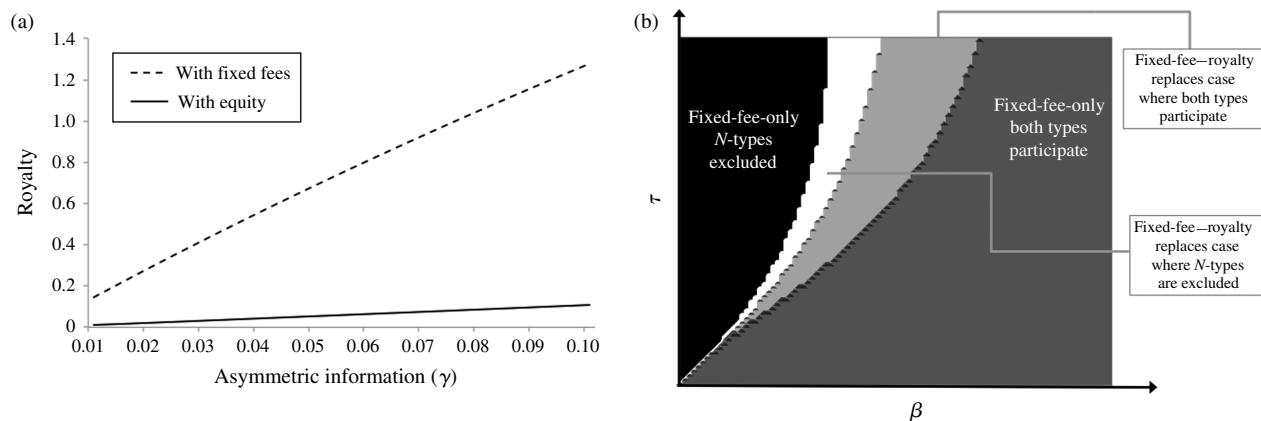 (a)
Royalty
1.4
1.2
1.0
0.8
0.6
0.4
0.2
0
With fixed fees
With equity
0.01 0.02 0.03 0.04 0.05 0.06 0.07 0.08 0.09 0.10
Asymmetric information (γ)
(b)
τ
Fixed-fee-only
N-types
excluded
Fixed-fee-only
both types
participate
Fixed-fee–royalty
replaces case
where both types
participate
Fixed-fee–royalty
replaces case
where N-types
are excluded
β